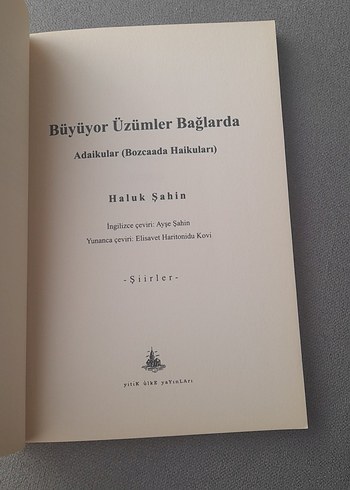 Büyüyor Üzümler Bağlarda
Adaikular (Bozcaada Haikuları)
Haluk Şahin
İngilizce çeviri: Ayşe Şahin
Yunanca çeviri: Elisavet Haritonidu Kovi
-Şiirler-
yitiK ülkE yaYınLArı